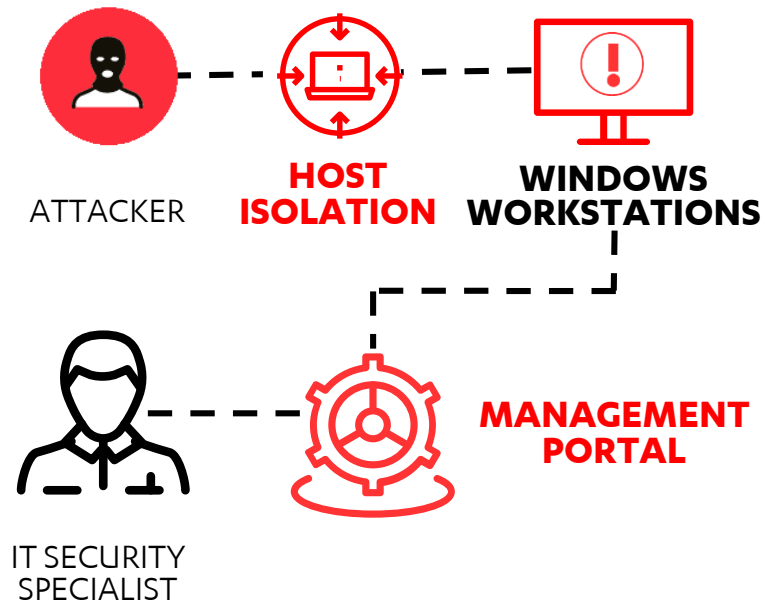 ATTACKER
HOST
ISOLATION
WINDOWS
WORKSTATIONS
MANAGEMENT
PORTAL
IT SECURITY
SPECIALIST